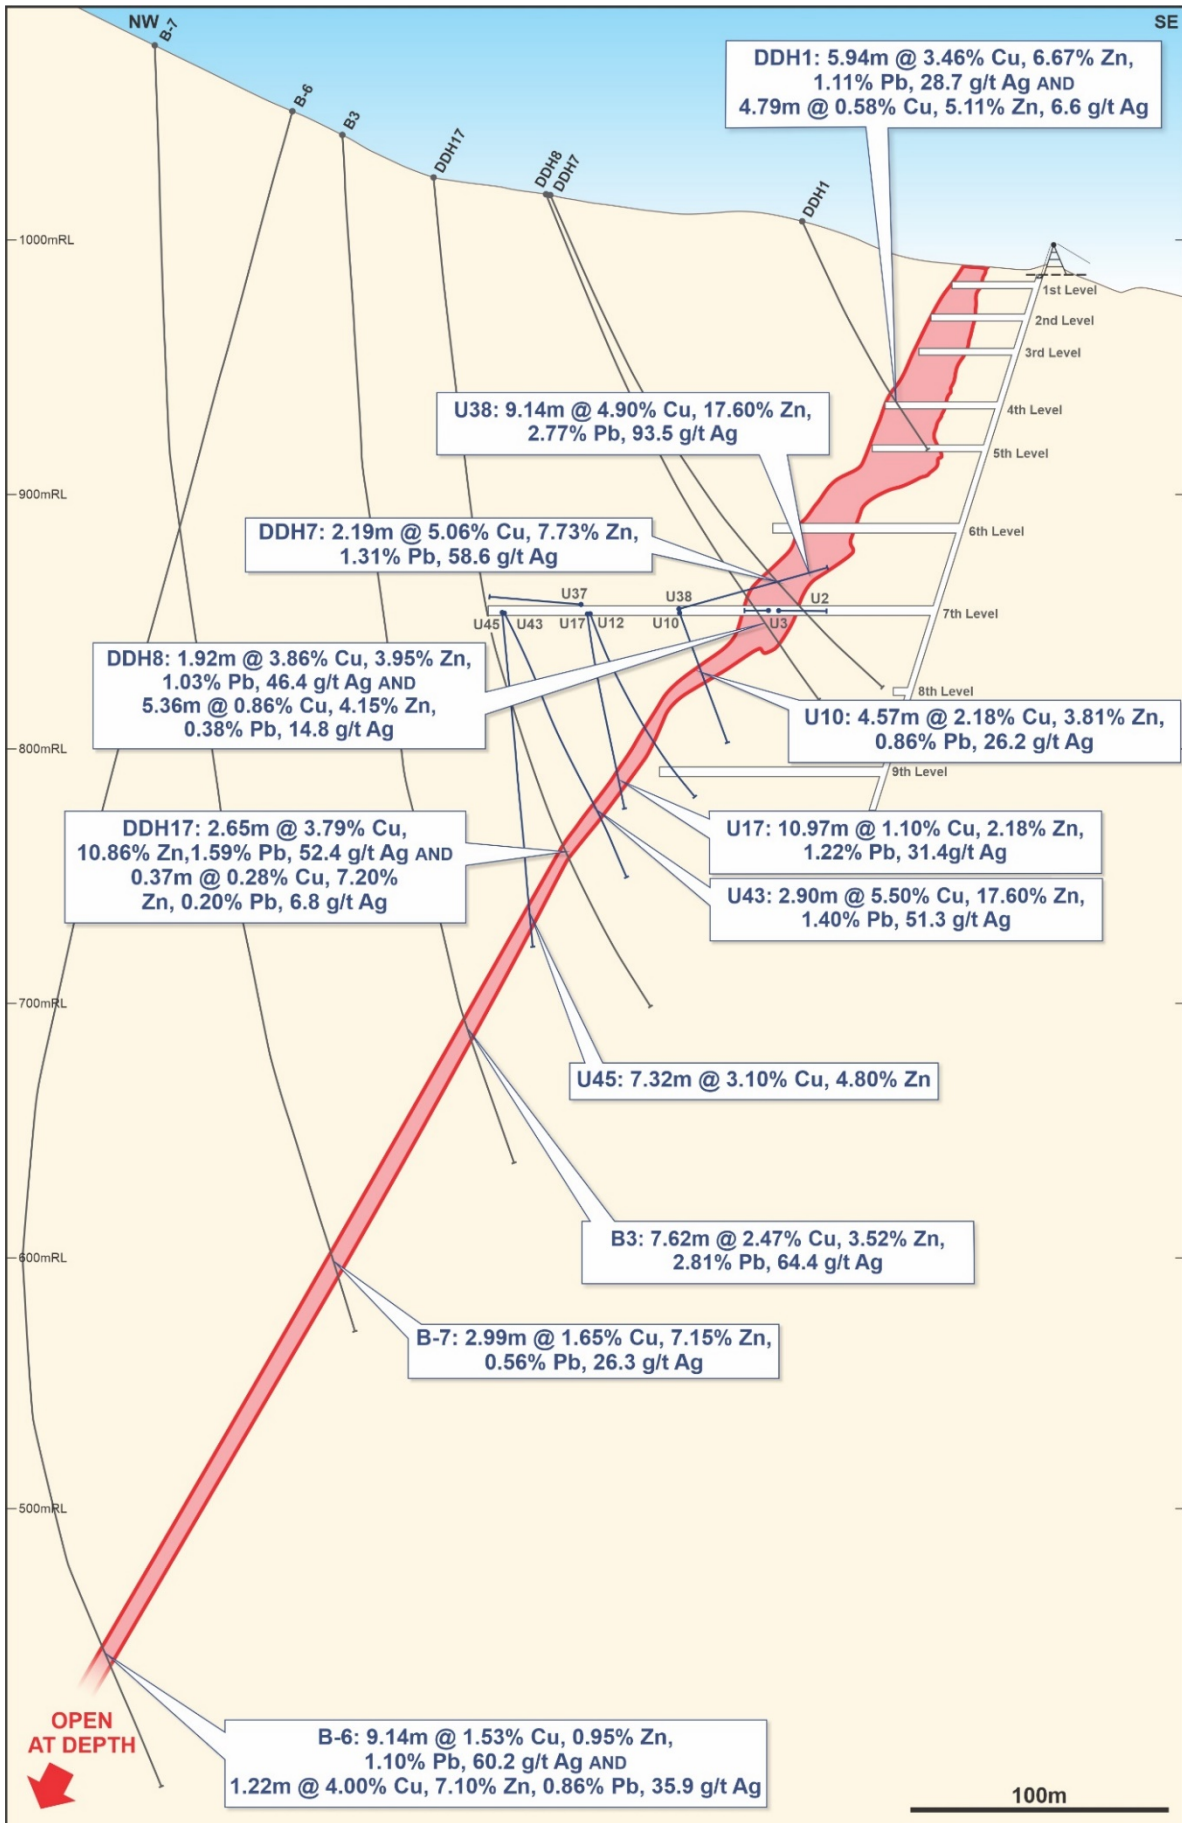 NW
SE
B-7
B-6
B3
DDH17
DDH8
DDH7
DDH1
DDH1: 5.94m @ 3.46% Cu, 6.67% Zn,
1.11% Pb, 28.7 g/t Ag AND
4.79m @ 0.58% Cu, 5.11% Zn, 6.6 g/t Ag
1000mRL
1st Level
2nd Level
3rd Level
4th Level
5th Level
U38: 9.14m @ 4.90% Cu, 17.60% Zn,
2.77% Pb, 93.5 g/t Ag
900mRL
6th Level
DDH7: 2.19m @ 5.06% Cu, 7.73% Zn,
1.31% Pb, 58.6 g/t Ag
U37
U38
U2
U45
U43
U17
U12
U10
U3
7th Level
DDH8: 1.92m @ 3.86% Cu, 3.95% Zn,
1.03% Pb, 46.4 g/t Ag AND
5.36m @ 0.86% Cu, 4.15% Zn,
0.38% Pb, 14.8 g/t Ag
8th Level
U10: 4.57m @ 2.18% Cu, 3.81% Zn,
0.86% Pb, 26.2 g/t Ag
800mRL
9th Level
DDH17: 2.65m @ 3.79% Cu,
10.86% Zn,1.59% Pb, 52.4 g/t Ag AND
0.37m @ 0.28% Cu, 7.20%
Zn, 0.20% Pb, 6.8 g/t Ag
U17: 10.97m @ 1.10% Cu, 2.18% Zn,
1.22% Pb, 31.4g/t Ag
U43: 2.90m @ 5.50% Cu, 17.60% Zn,
1.40% Pb, 51.3 g/t Ag
700mRL
U45: 7.32m @ 3.10% Cu, 4.80% Zn
B3: 7.62m @ 2.47% Cu, 3.52% Zn,
2.81% Pb, 64.4 g/t Ag
600mRL
B-7: 2.99m @ 1.65% Cu, 7.15% Zn,
0.56% Pb, 26.3 g/t Ag
500mRL
OPEN
AT DEPTH
B-6: 9.14m @ 1.53% Cu, 0.95% Zn,
1.10% Pb, 60.2 g/t Ag AND
1.22m @ 4.00% Cu, 7.10% Zn, 0.86% Pb, 35.9 g/t Ag
100m